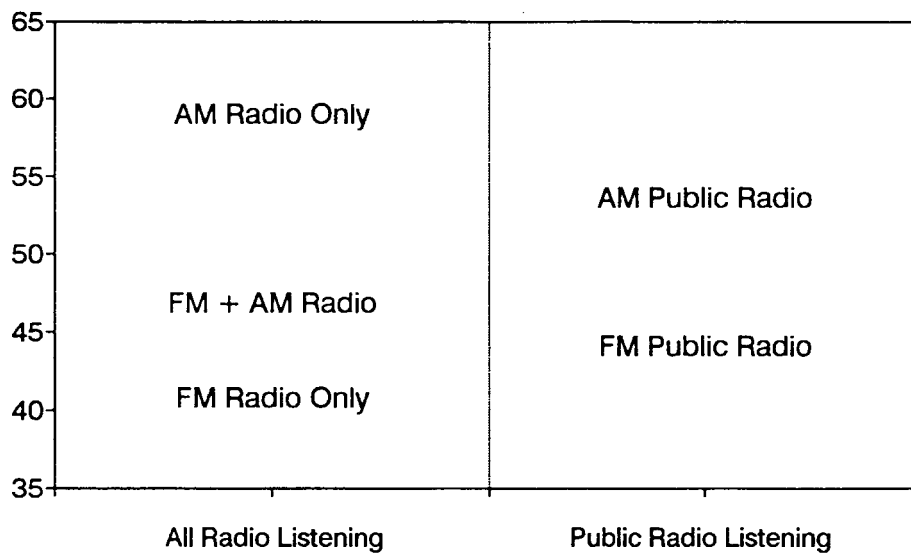 65
60
AM Radio Only
55
AM Public Radio
50
FM + AM Radio
45
FM Public Radio
FM Radio Only
40
35
All Radio Listening
Public Radio Listening